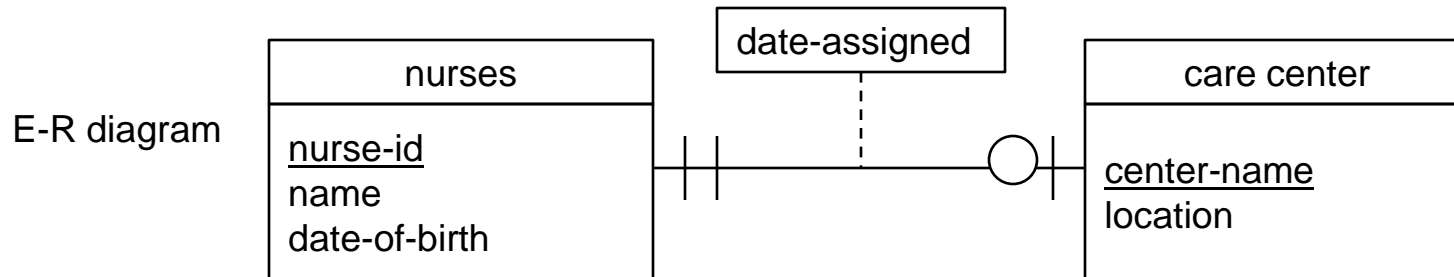 E-R diagram
nurses
nurse-id
name
date-of-birth
date-assigned
care center
center-name
location